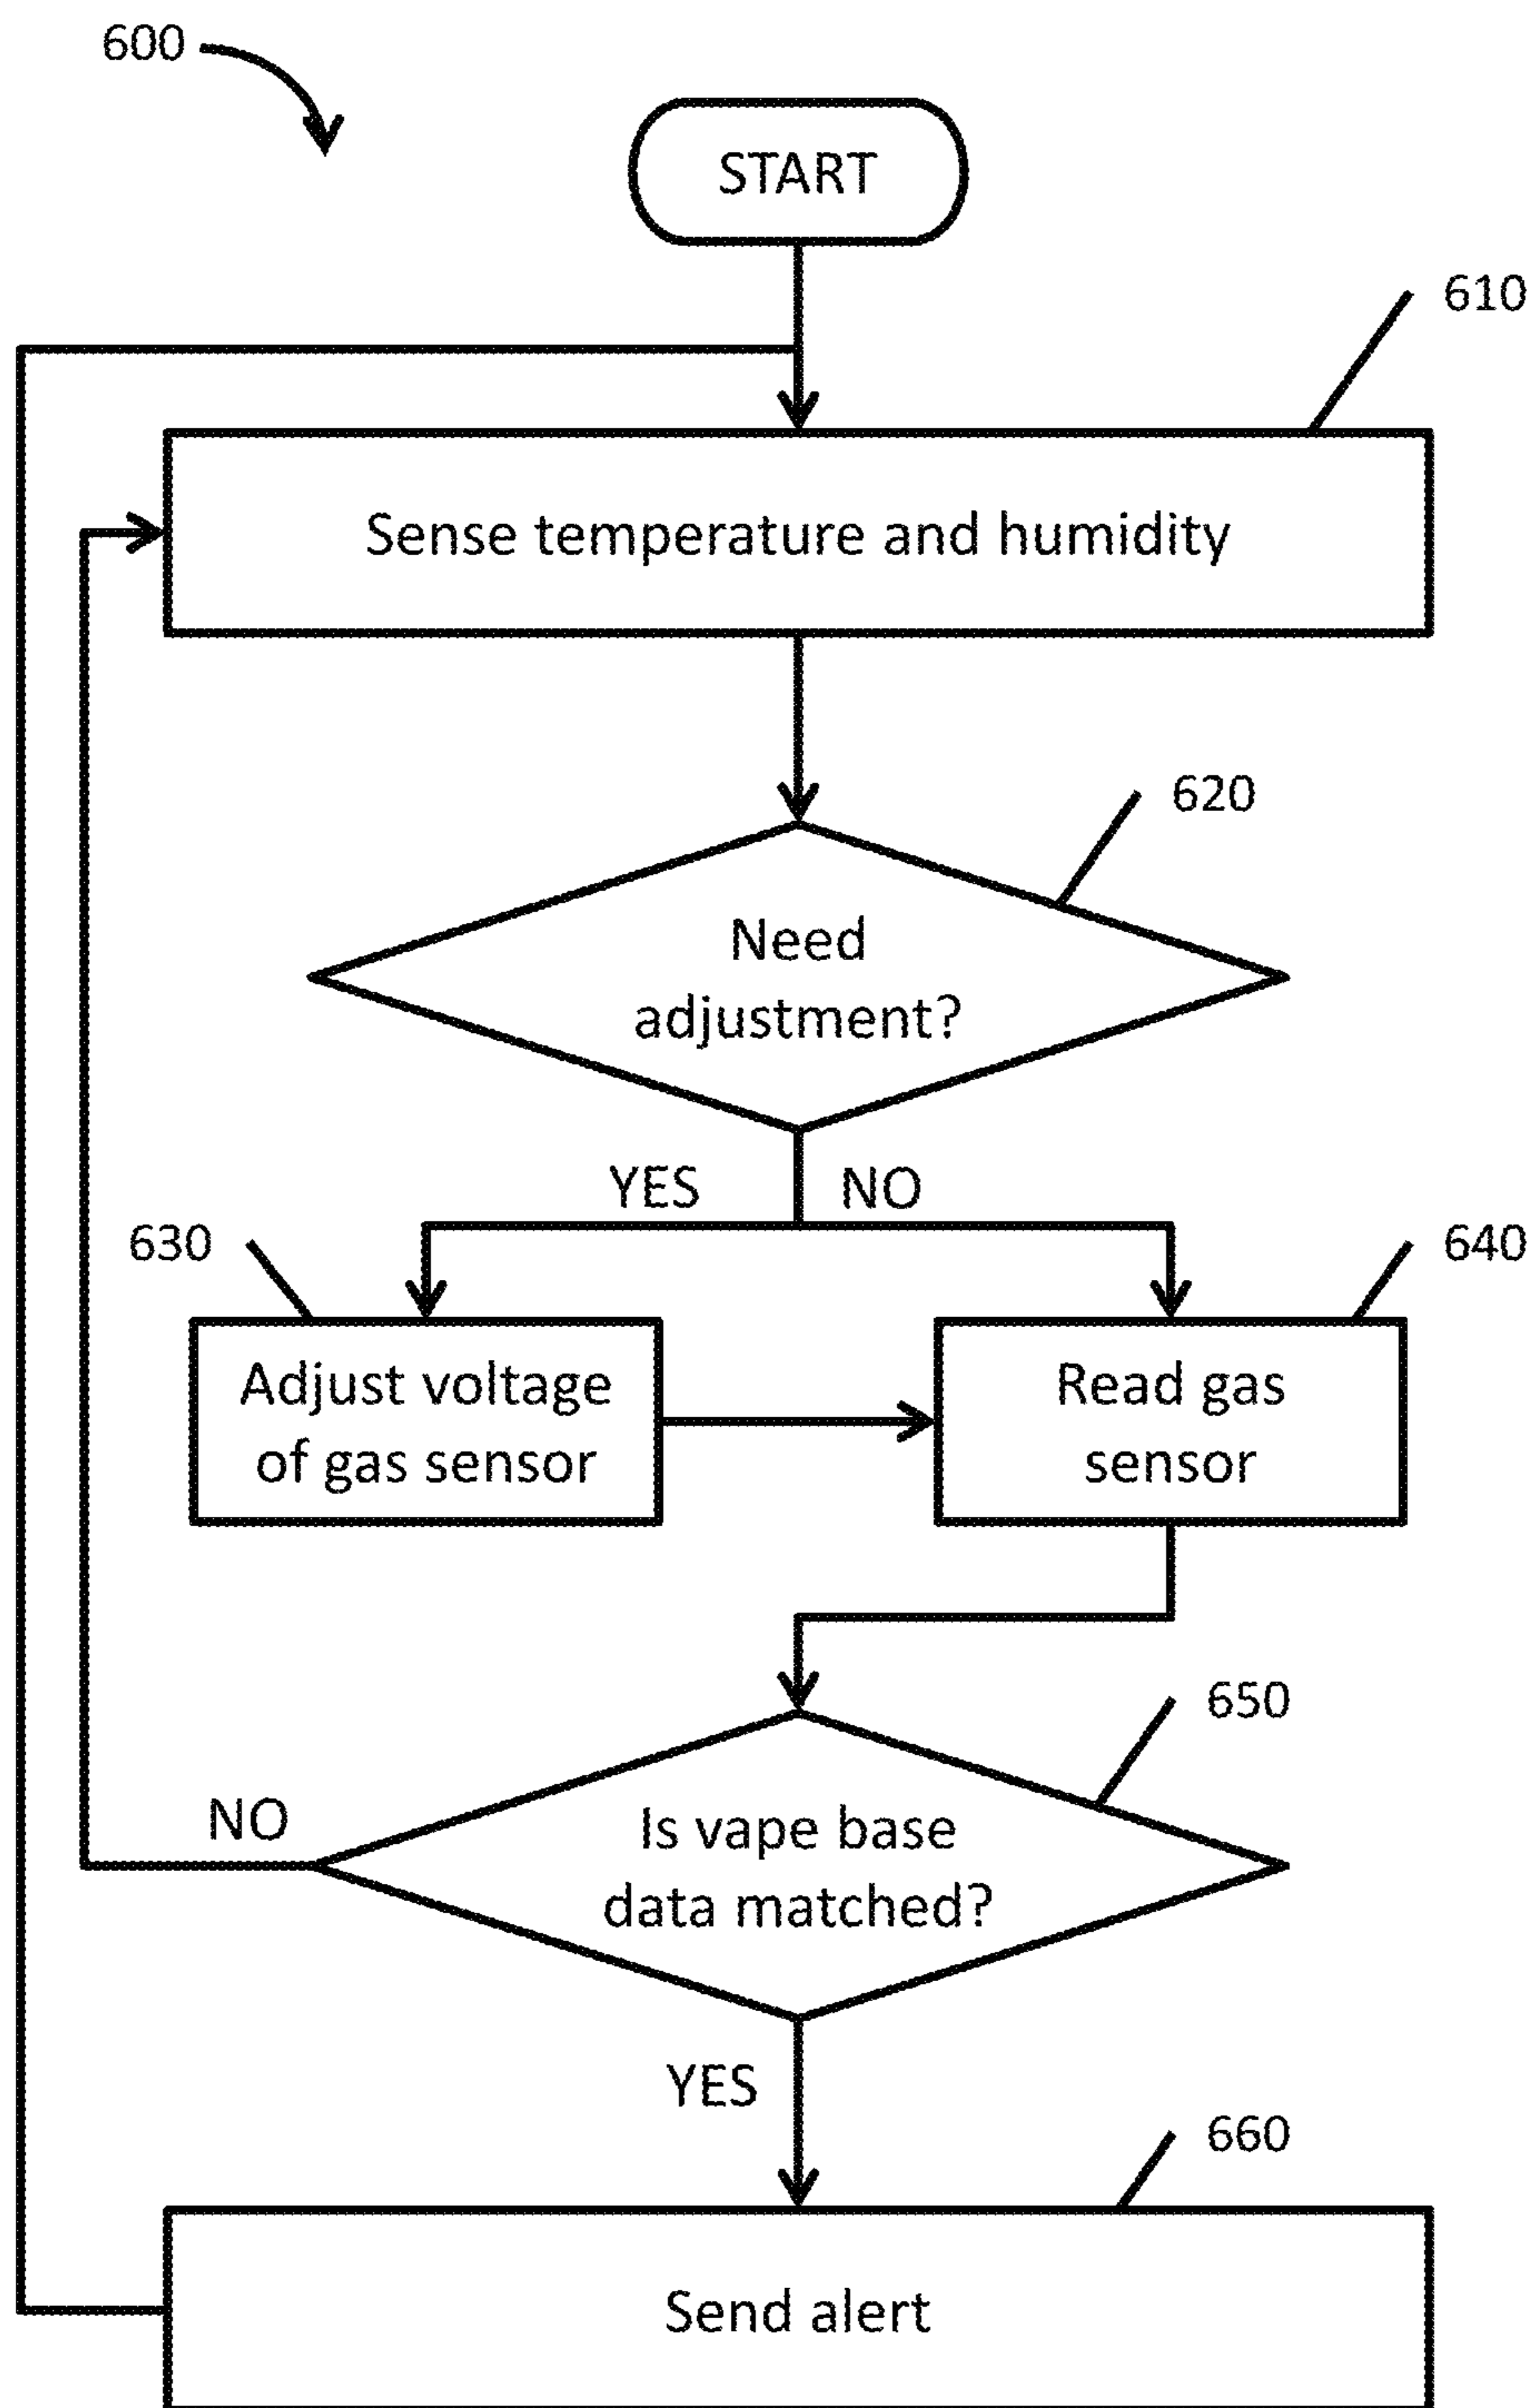 600
START
610
Sense temperature and humidity
620
Need
adjustment?
YES
NO
630
640
Adjust voltage
of gas sensor
Read gas
sensor
650
NO
Is vape base
data matched?
YES
660
Send alert